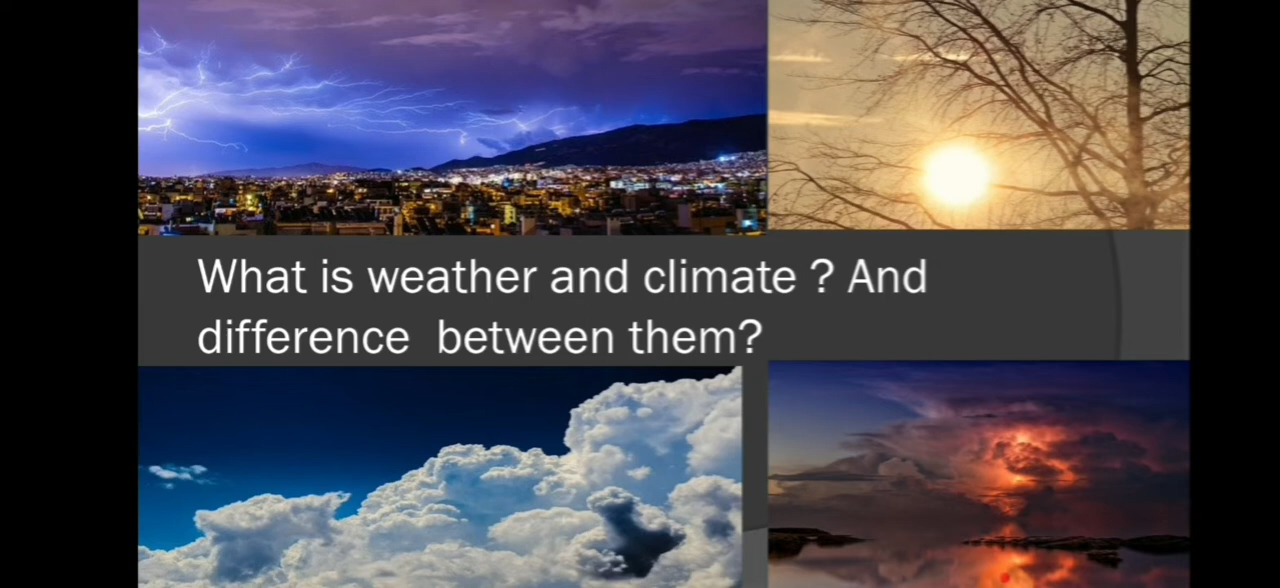 What is weather and climate ? And
difference  between them?